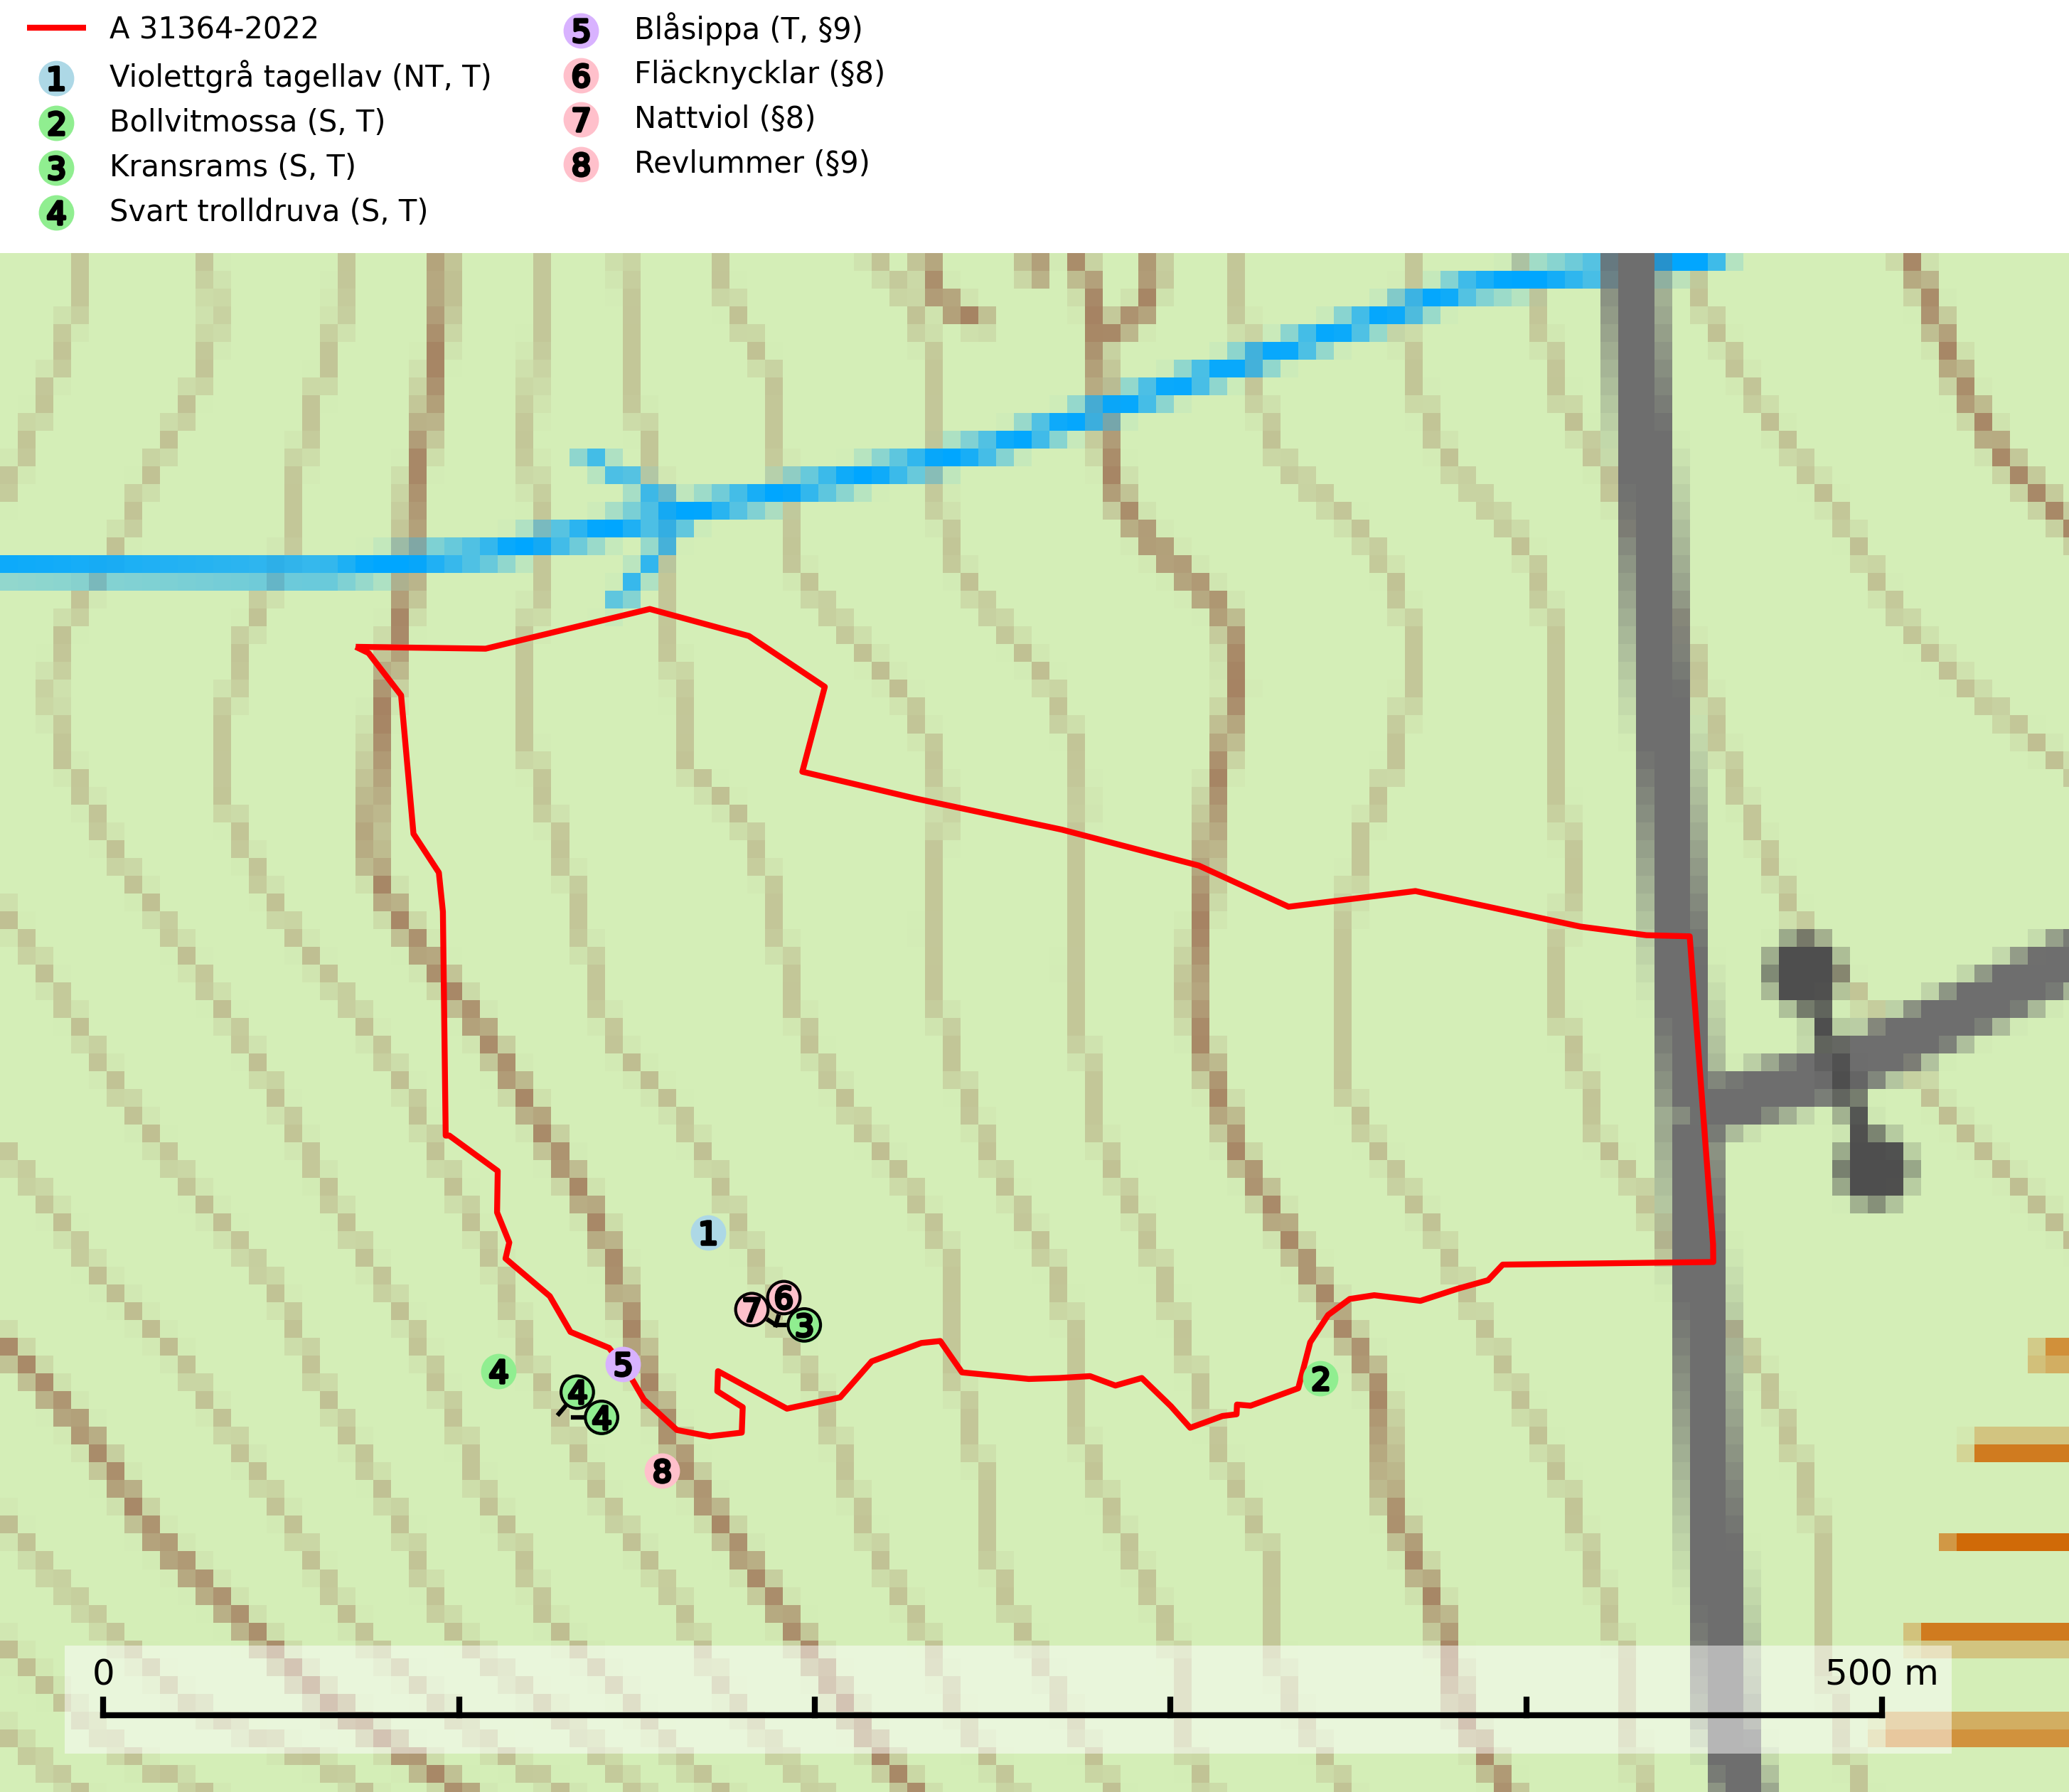 A 31364-2022
1 Violettgrå tagellav (NT, T)
2 Bollvitmossa (S, T)
3 Kransrams (S, T)
4 Svart trolldruva (S, T)
5 Blåsippa (T, §9)
6 Fläcknycklar (§8)
7 Nattviol (§8)
8 Revlummer (§9)
1
6
7
3
5
4
4
4
2
8
0 500 m